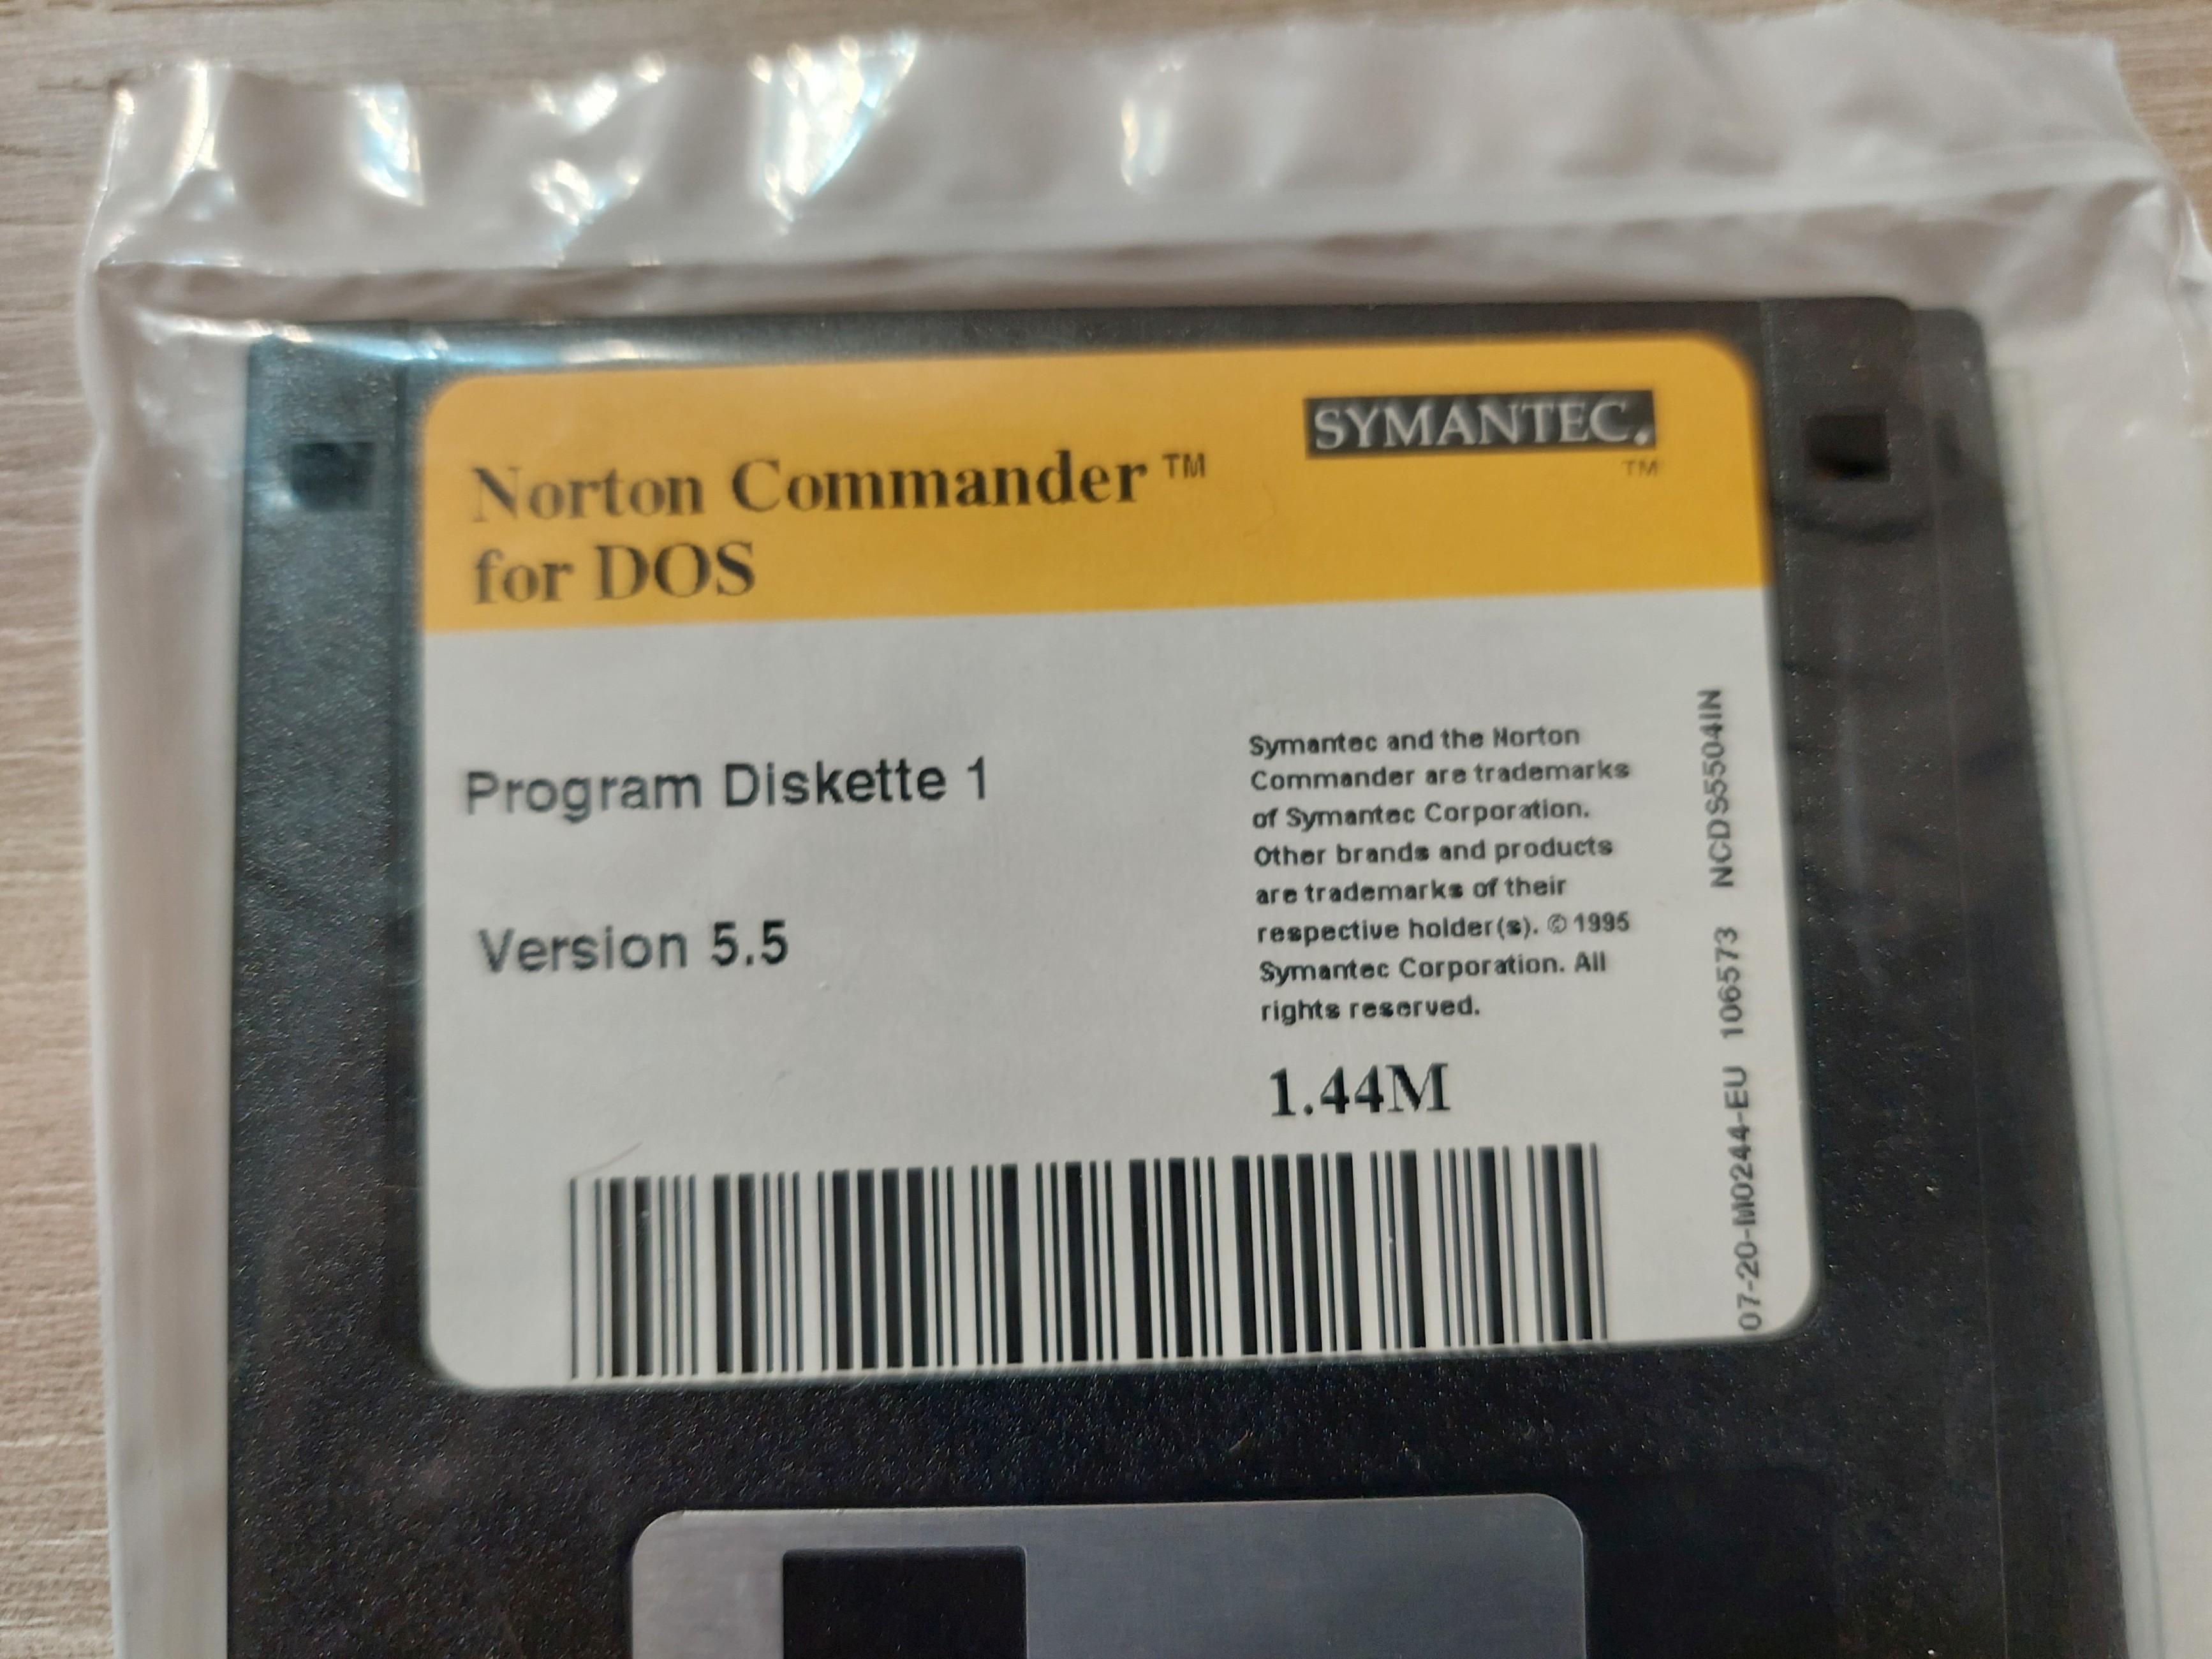 Norton Commander™
for DOS
SYMANTEC.
TM
Program Diskette 1
Version 5.5
Symantec and the Norton
Commander are trademarks
of Symantec Corporation.
Other brands and products
are trademarks of their
respective holder(s). © 1995
Symantec Corporation. All
rights reserved.
1.44M
07-20-M0244-EU 106573 NCDS5504IN